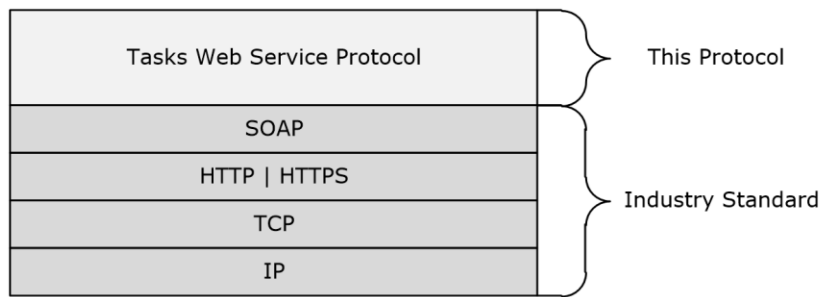 Tasks Web Service Protocol
This Protocol
SOAP
HTTP | HTTPS
Industry Standard
TCP
IP